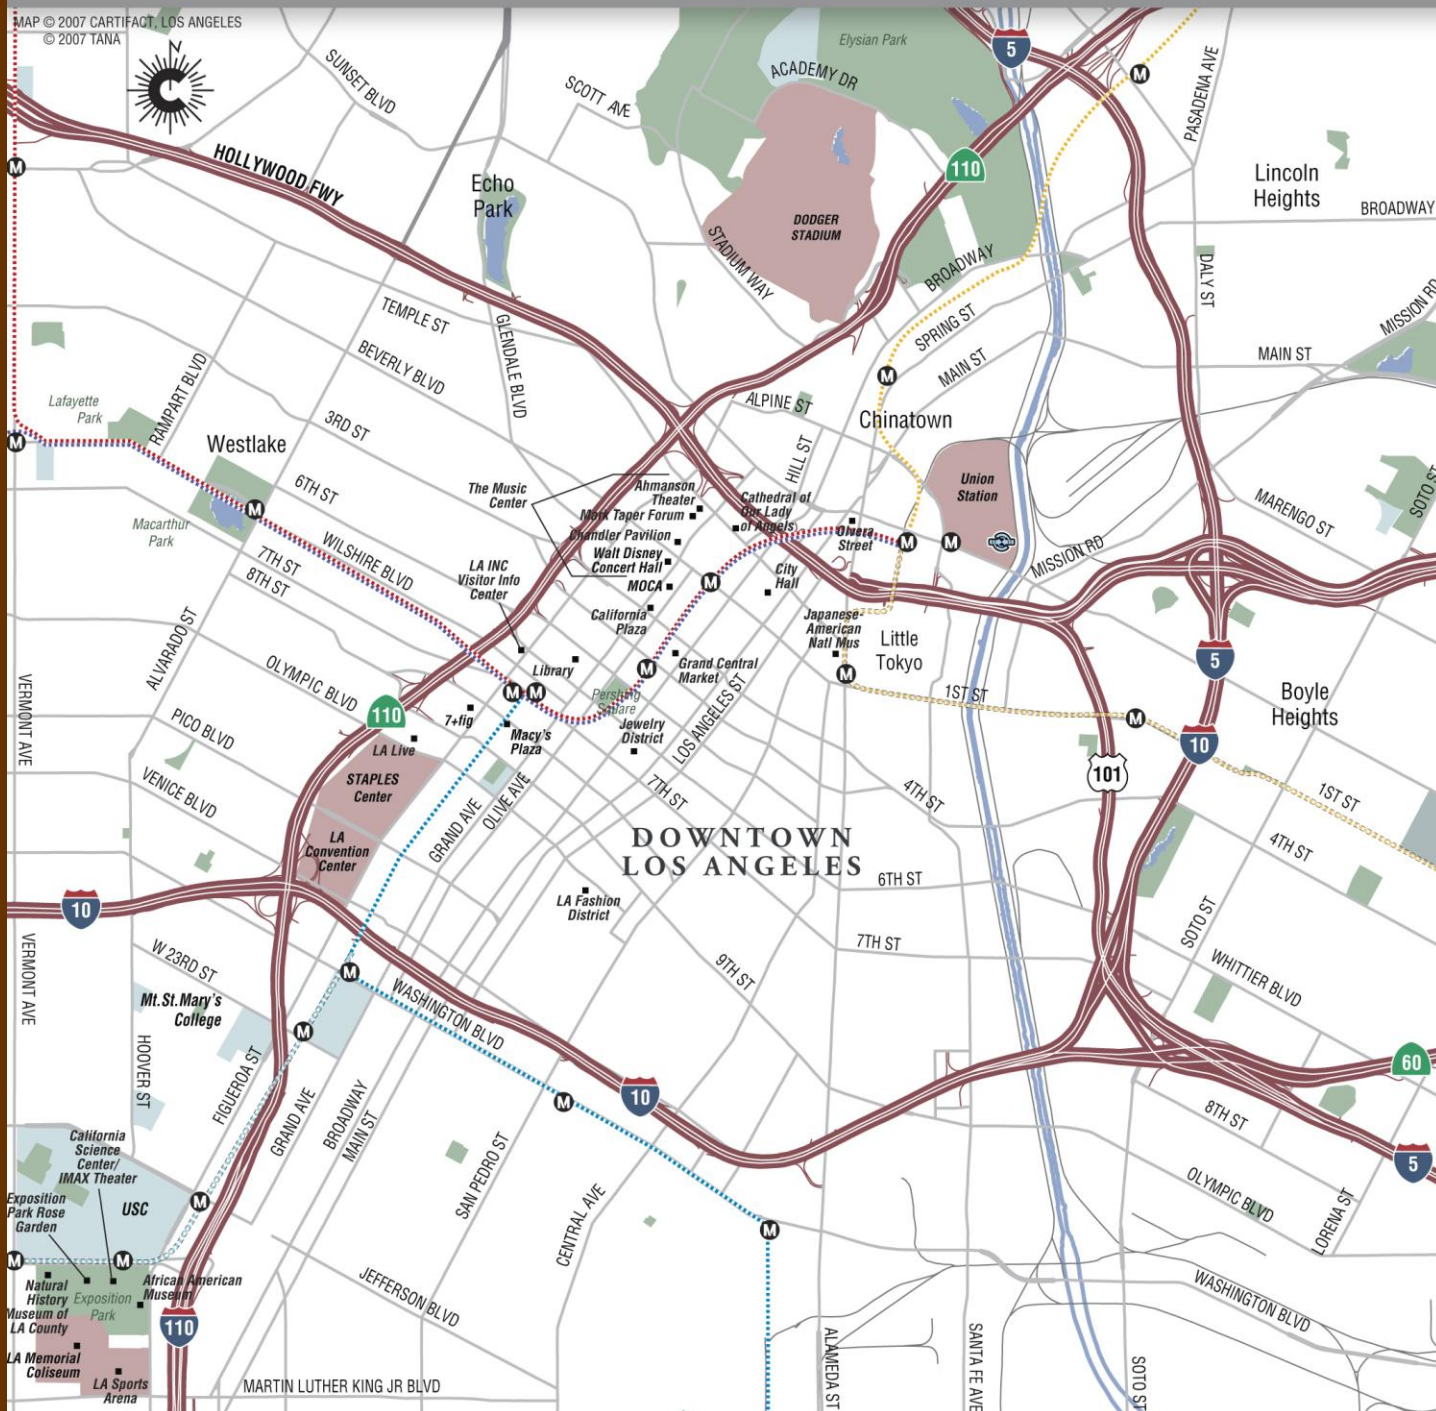 MAP © 2007 CARTIFACT, LOS ANGELES
© 2007 TANA
N
C
Elysian Park
5
M
SUNSET BLVD
SCOTT AVE
ACADEMY DR
PASADENA AVE
HOLLYWOOD FWY
M
Echo
Park
110
Lincoln
Heights
BROADWAY
DODGER
STADIUM
STADIUM WAY
BROADWAY
DALY ST
TEMPLE ST
GLENDALE BLVD
SPRING ST
MISSION RD
BEVERLY BLVD
MAIN ST
MAIN ST
M
RAMPART BLVD
Lafayette
Park
ALPINE ST
Chinatown
3RD ST
M
Westlake
HILL ST
6TH ST
The Music
Center
Ahmanson
Theater
Mark Taper Forum
Chandler Pavilion
Walt Disney
Concert Hall
MOCA
Cathedral of
Our Lady
of Angels
Union
Station
SOTO ST
MARENGO ST
M
Macarthur
Park
WILSHIRE BLVD
Olvera
Street
M
M
MISSION RD
7TH ST
8TH ST
LA INC
Visitor Info
Center
California
Plaza
M
City
Hall
Japanese-
American
Natl Mus
Little
Tokyo
ALVARADO ST
OLYMPIC BLVD
Library
M
Grand Central
Market
M
5
1ST ST
M
Boyle
Heights
VERMONT AVE
110
M
M
Pershing
Square
PICO BLVD
7+fig
Macy's
Plaza
Jewelry
District
LOS ANGELES ST
10
LA Live
STAPLES
Center
VENICE BLVD
OLIVE AVE
GRAND AVE
7TH ST
4TH ST
101
1ST ST
DOWNTOWN
LOS ANGELES
LA
Convention
Center
4TH ST
6TH ST
LA Fashion
District
10
SOTO ST
7TH ST
VERMONT AVE
W 23RD ST
M
9TH ST
WHITTIER BLVD
WASHINGTON BLVD
Mt.St.Mary's
College
M
HOOVER ST
FIGUEROA ST
GRAND AVE
BROADWAY
MAIN ST
M
10
60
8TH ST
5
California
Science
Center/
IMAX Theater
SAN PEDRO ST
Exposition
Park Rose
Garden
USC
M
CENTRAL AVE
M
OLYMPIC BLVD
LORENA ST
M
M
Natural
History
Museum of
LA County
Exposition
Park
African American
Museum
110
JEFFERSON BLVD
WASHINGTON BLVD
LA Memorial
Coliseum
LA Sports
Arena
MARTIN LUTHER KING JR BLVD
ALAMEDA ST
SANTA FE AVE
SOTO ST